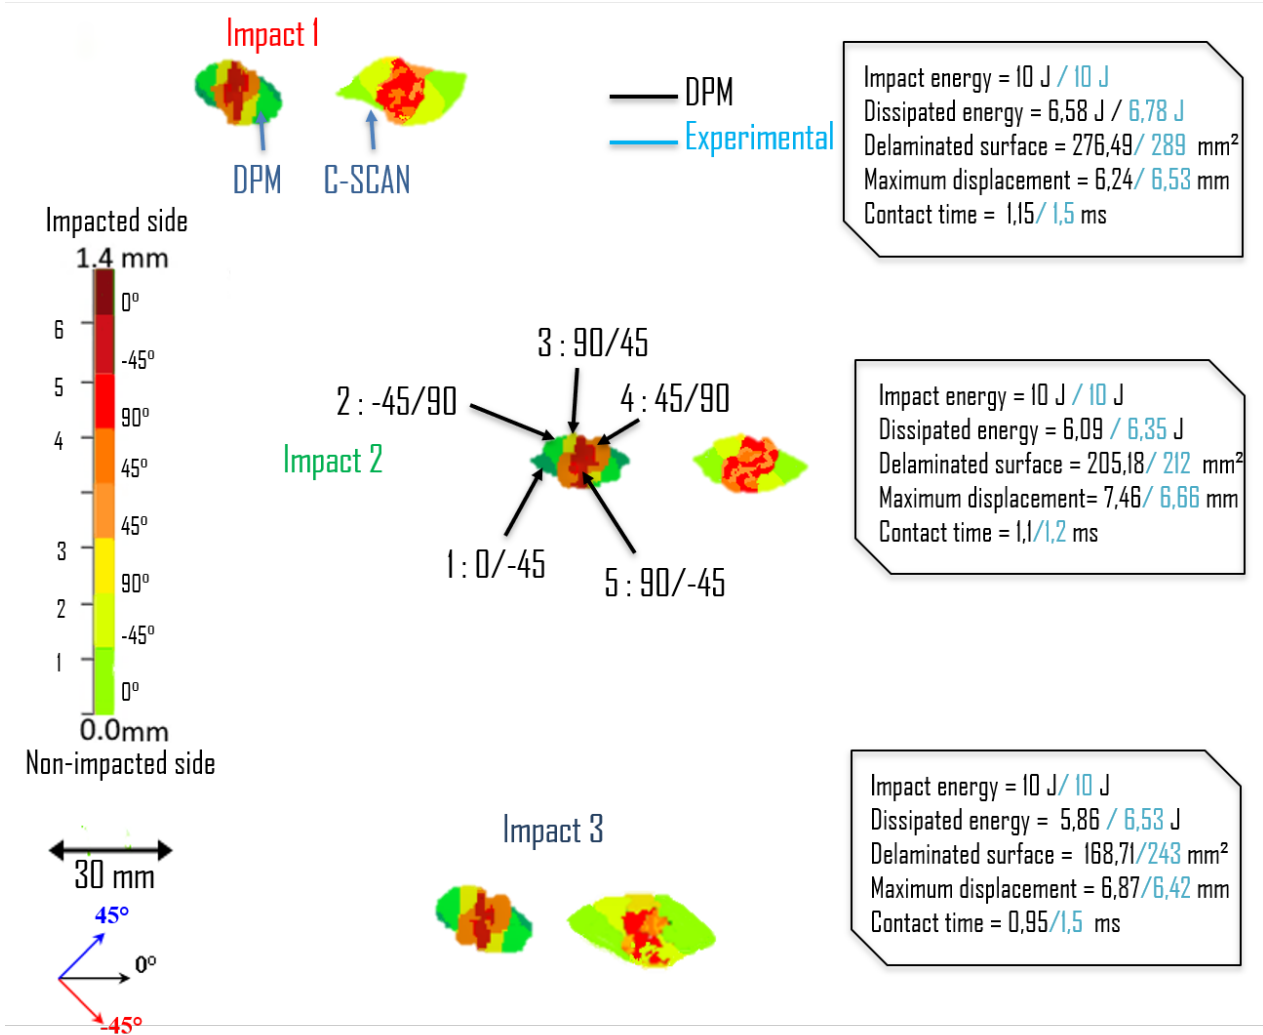 Impact 1
DPM
C-SCAN
DPM
Experimental
Impact energy = 10 J / 10 J
Dissipated energy = 6,58 J / 6,78 J
Delaminated surface = 276,49/ 289 mm²
Maximum displacement = 6,24/ 6,53 mm
Contact time = 1,15/ 1,5 ms
Impacted side
1.4 mm
0°
6
-45°
5
90°
4
45°
45°
3
90°
2
-45°
1
0°
0.0mm
Non-impacted side
3 : 90/45
2 : -45/90
4 : 45/90
Impact 2
1 : 0/-45
5 : 90/-45
Impact energy = 10 J / 10 J
Dissipated energy = 6,09 / 6,35 J
Delaminated surface = 205,18/ 212 mm²
Maximum displacement= 7,46/ 6,66 mm
Contact time = 1,1/1,2 ms
30 mm
45°
0°
-45°
Impact 3
Impact energy = 10 J/ 10 J
Dissipated energy = 5,86 / 6,53 J
Delaminated surface = 168,71/243 mm²
Maximum displacement = 6,87/6,42 mm
Contact time = 0,95/1,5 ms